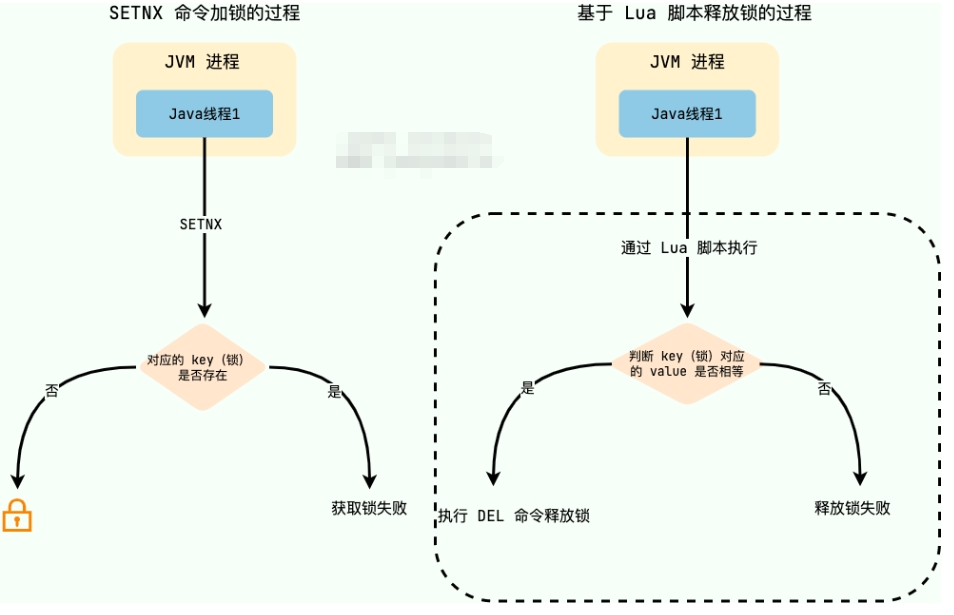 SETNX 命令加锁的过程
JVM 进程
Java线程1
SETNX
对应的 key（锁）
是否存在
否
是
获取锁失败
基于 Lua 脚本释放锁的过程
JVM 进程
Java线程1
通过 Lua 脚本执行
判断 key（锁）对应
的 value 是否相等
是
否
执行 DEL 命令释放锁
释放锁失败